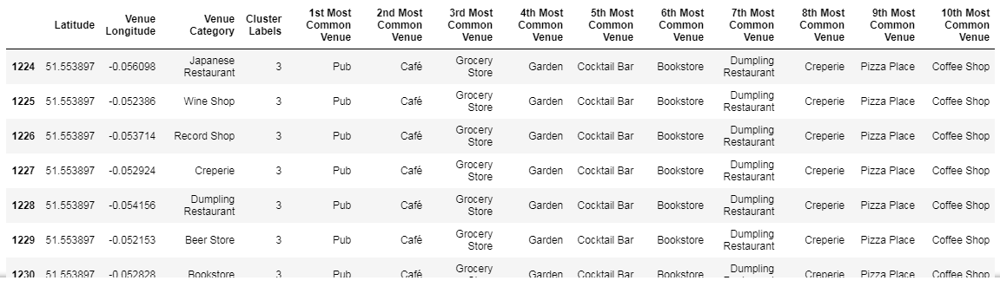 Latitude Venue Longitude Venue Category Cluster Labels 1st Most Common Venue 2nd Most Common Venue 3rd Most Common Venue 4th Most Common Venue 5th Most Common Venue 6th Most Common Venue 7th Most Common Venue 8th Most Common Venue 9th Most Common Venue 10th Most Common Venue
1224 51.553897 -0.056098 Japanese Restaurant 3 Pub Café Grocery Store Garden Cocktail Bar Bookstore Dumpling Restaurant Creperie Pizza Place Coffee Shop
1225 51.553897 -0.052386 Wine Shop 3 Pub Café Grocery Store Garden Cocktail Bar Bookstore Dumpling Restaurant Creperie Pizza Place Coffee Shop
1226 51.553897 -0.053714 Record Shop 3 Pub Café Grocery Store Garden Cocktail Bar Bookstore Dumpling Restaurant Creperie Pizza Place Coffee Shop
1227 51.553897 -0.052924 Creperie 3 Pub Café Grocery Store Garden Cocktail Bar Bookstore Dumpling Restaurant Creperie Pizza Place Coffee Shop
1228 51.553897 -0.054156 Dumpling Restaurant 3 Pub Café Grocery Store Garden Cocktail Bar Bookstore Dumpling Restaurant Creperie Pizza Place Coffee Shop
1229 51.553897 -0.052153 Beer Store 3 Pub Café Grocery Store Garden Cocktail Bar Bookstore Dumpling Restaurant Creperie Pizza Place Coffee Shop
1230 51.553897 -0.052828 Bookstore 3 Pub Café Grocery Garden Cocktail Bar Bookstore Dumpling Creperie Pizza Place Coffee Shop